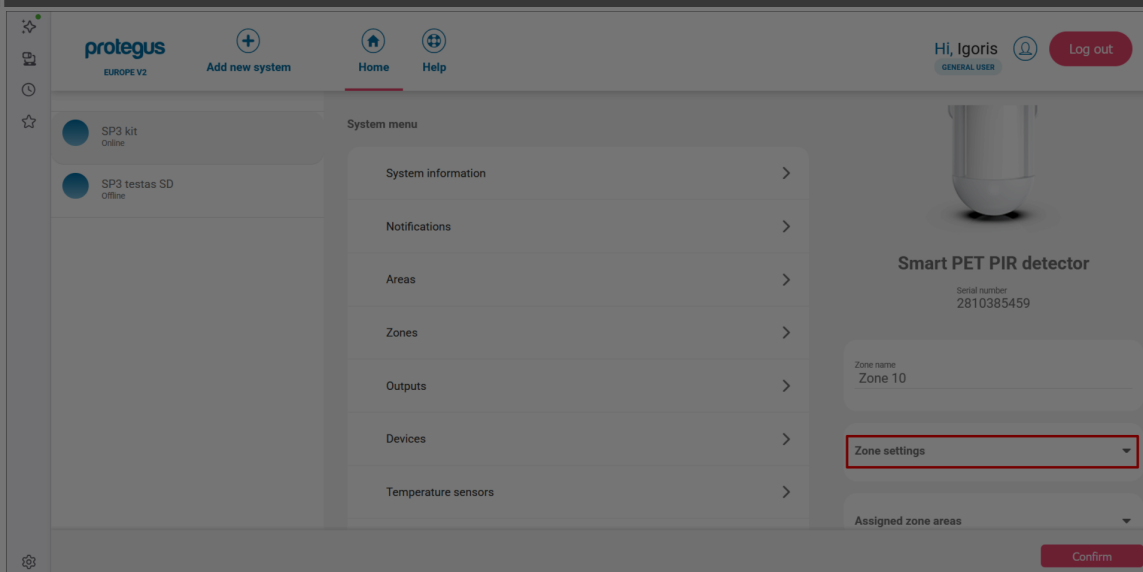 protegus
EUROPE V2
Add new system
Home
Help
Hi, Igoris
GENERAL USER
Log out
SP3 kit
Online
SP3 testas SD
Offline
System menu
System information
Notifications
Areas
Zones
Outputs
Devices
Temperature sensors
Smart PET PIR detector
Serial number
2810385459
Zone name
Zone 10
Zone settings
Assigned zone areas
Confirm